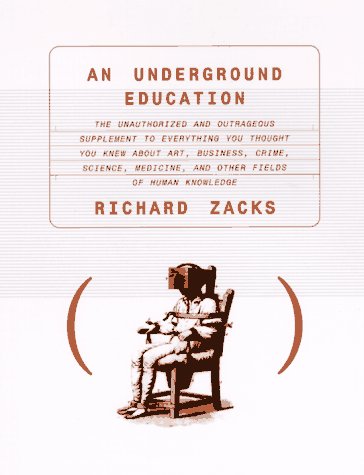 AN UNDERGROUND
EDUCATION
THE UNAUTHORIZED AND OUTRAGEOUS
SUPPLEMENT TO EVERYTHING YOU THOUGHT
YOU KNEW ABOUT ART, BUSINESS, CRIME,
SCIENCE, MEDICINE, AND OTHER FIELDS
OF HUMAN KNOWLEDGE
RICHARD ZACKS
( )